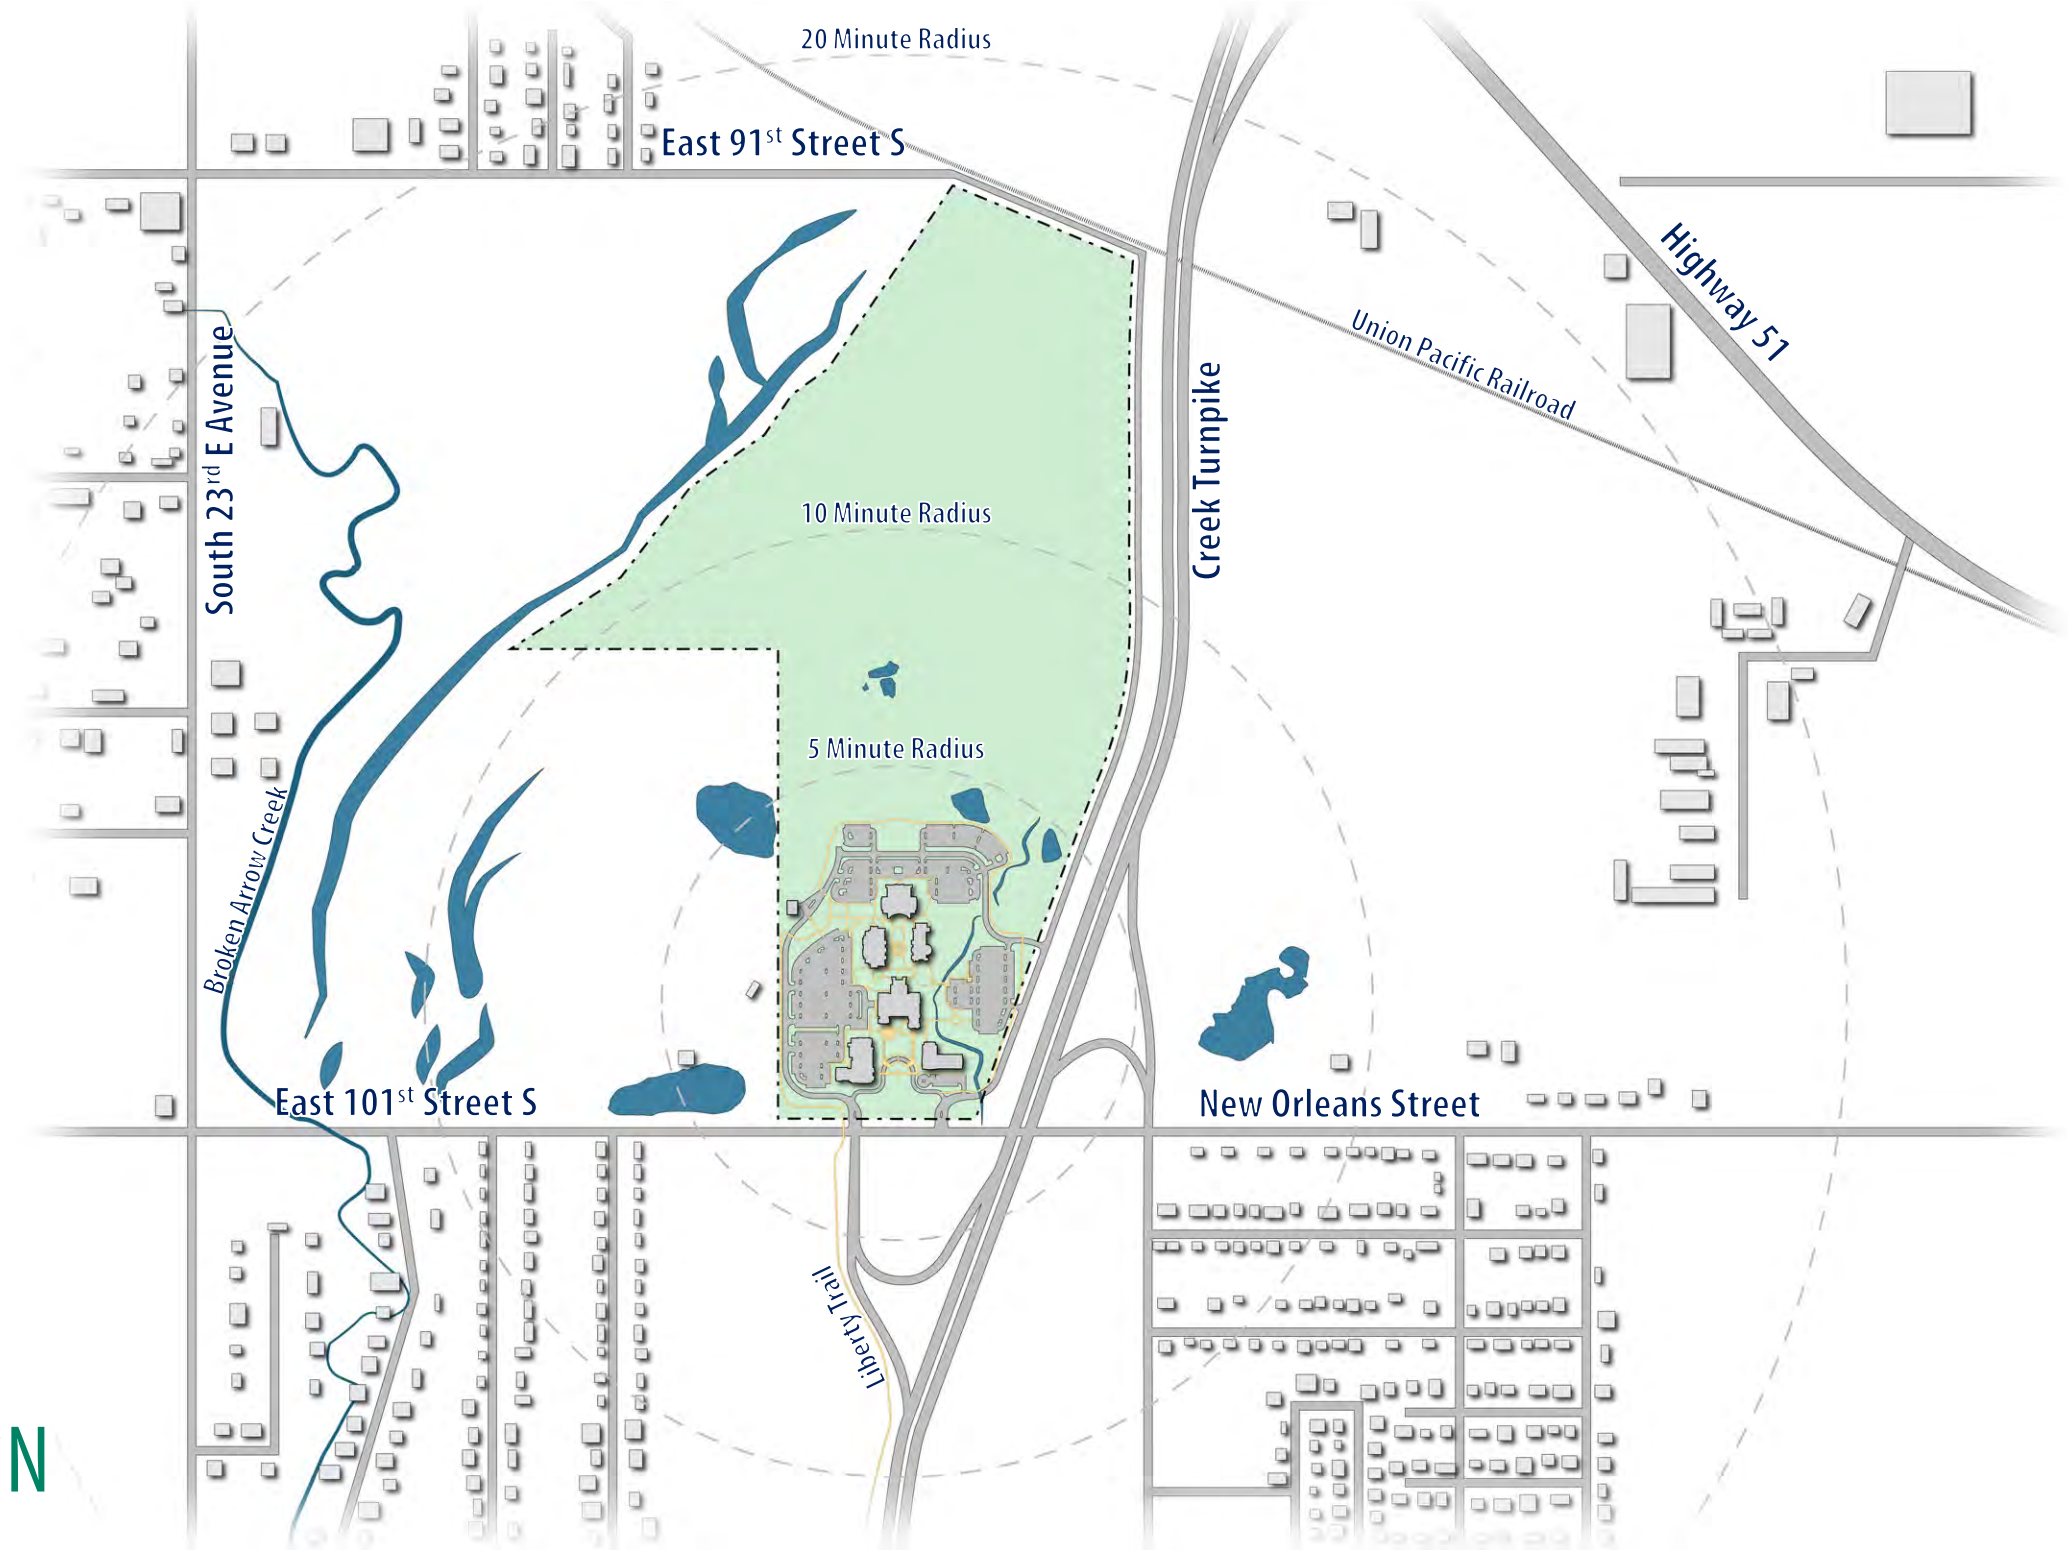 20 Minute Radius
East 91st Street S
Highway 51
Union Pacific Railroad
South 23rd E Avenue
Creek Turnpike
10 Minute Radius
5 Minute Radius
Broken Arrow Creek
East 101st Street S
New Orleans Street
Liberty Trail
N